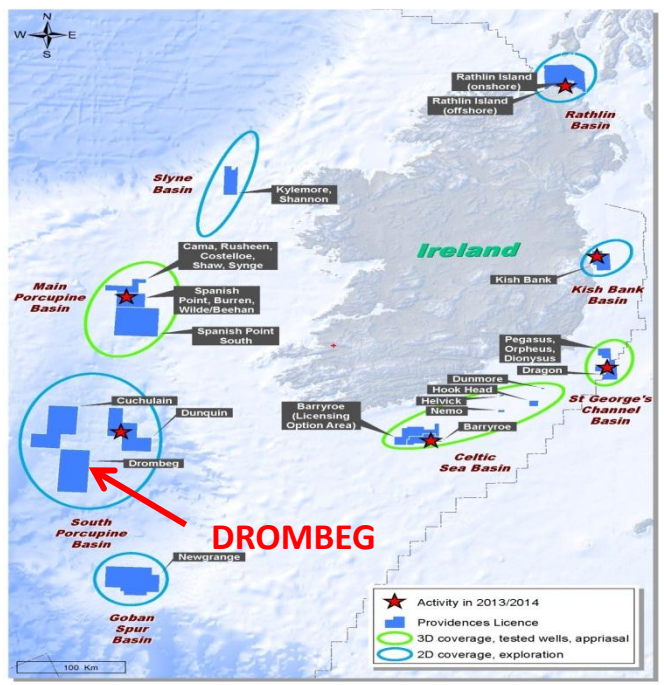 N
W
E
S
Rathlin Island
(onshore)
Rathlin Island
(offshore)
Rathlin
Basin
Slyne
Basin
Kylemore,
Shannon
Cama, Rusheen,
Costelloe,
Shaw, Synge
Ireland
Main
Porcupine
Basin
Spanish
Point, Burren,
Wilde/Beehan
Kish Bank
Kish Bank
Basin
Spanish Point
South
Pegasus,
Orpheus,
Dionysus
Dragon
St George's
Channel
Basin
Dunmore
Hook Head
Helvick
Nemo
Cuchulain
Dunquin
Barryroe
(Licensing
Option Area)
Barryroe
Celtic
Sea Basin
Drombeg
DROMBEG
South
Porcupine
Basin
Newgrange
Goban
Spur
Basin
Activity in 2013/2014
Providences Licence
3D coverage, tested wells, appriasal
2D coverage, exploration
100 Km